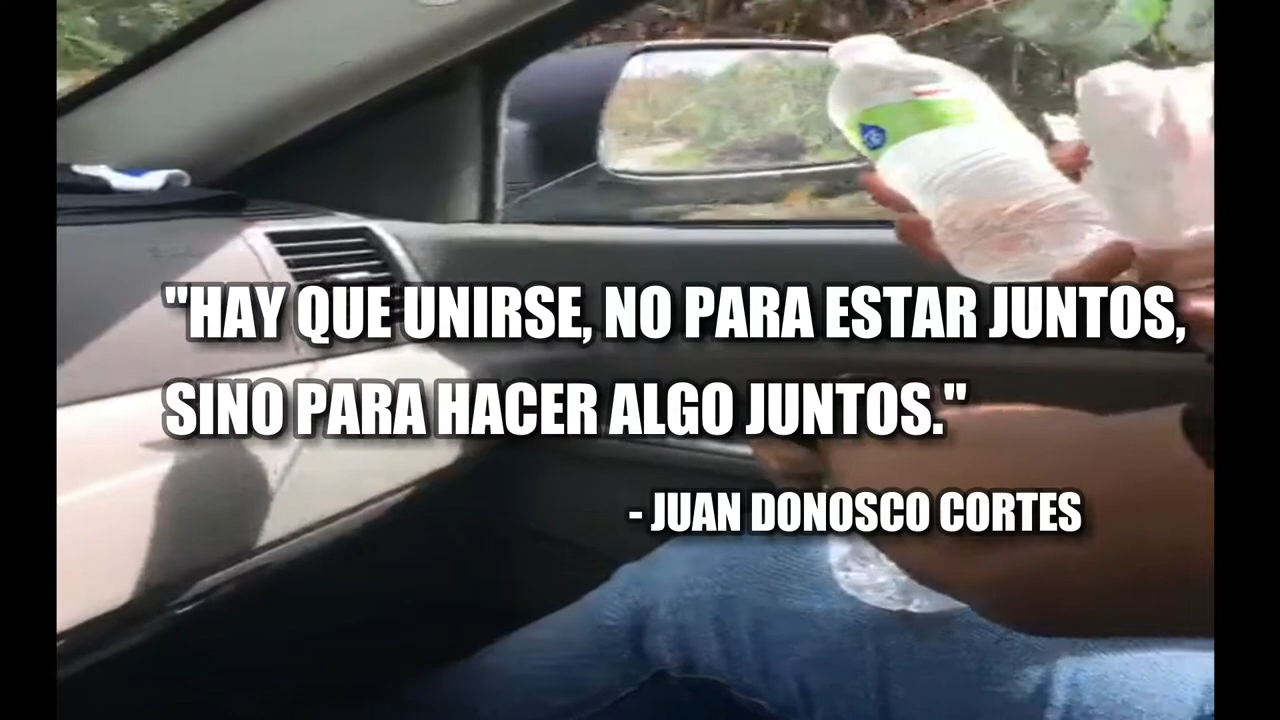 "HAY QUE UNIRSE, NO PARA ESTAR JUNTOS,
SINO PARA HACER ALGO JUNTOS."
- JUAN DONOSCO CORTES